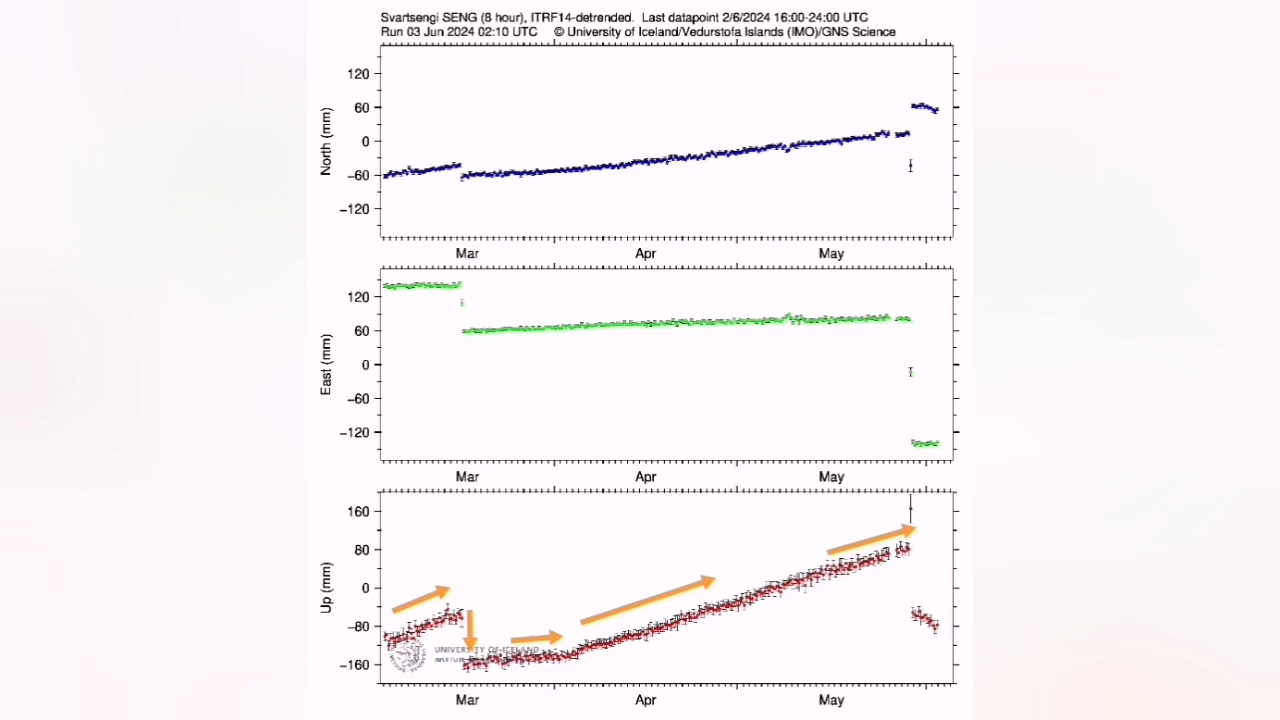 Svartsengi SENG (8 hour), ITRF14-detrended. Last datapoint 2/6/2024 16:00-24:00 UTC
Run 03 Jun 2024 02:10 UTC © University of Iceland/Vedurstofa Islands (IMO)/GNS Science
120
60
0
−60
−120
North (mm)
Mar Apr May
120
60
0
−60
−120
East (mm)
Mar Apr May
160
80
0
−80
−160
Up (mm)
UNIVERSITY OF ICELAND
Mar Apr May